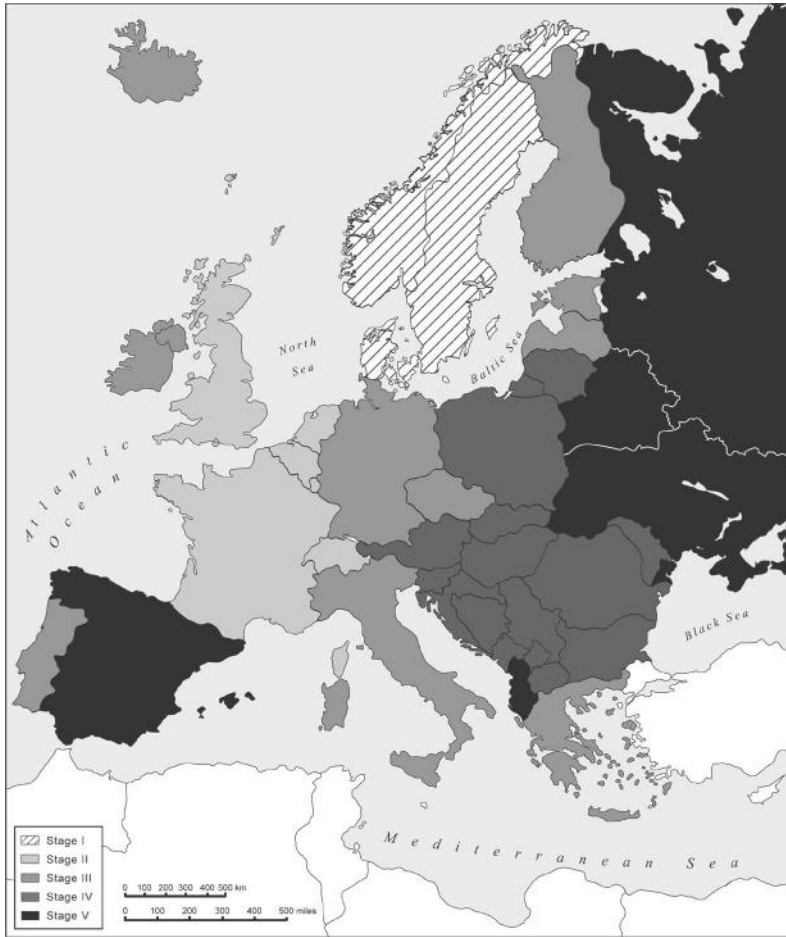 North
Sea
Baltic Sea
Atlantic
Ocean
Black Sea
Mediterranean Sea
Stage I
Stage II
Stage III
Stage IV
Stage V
0 100 200 300 400 500 km
0 100 200 300 400 500 miles